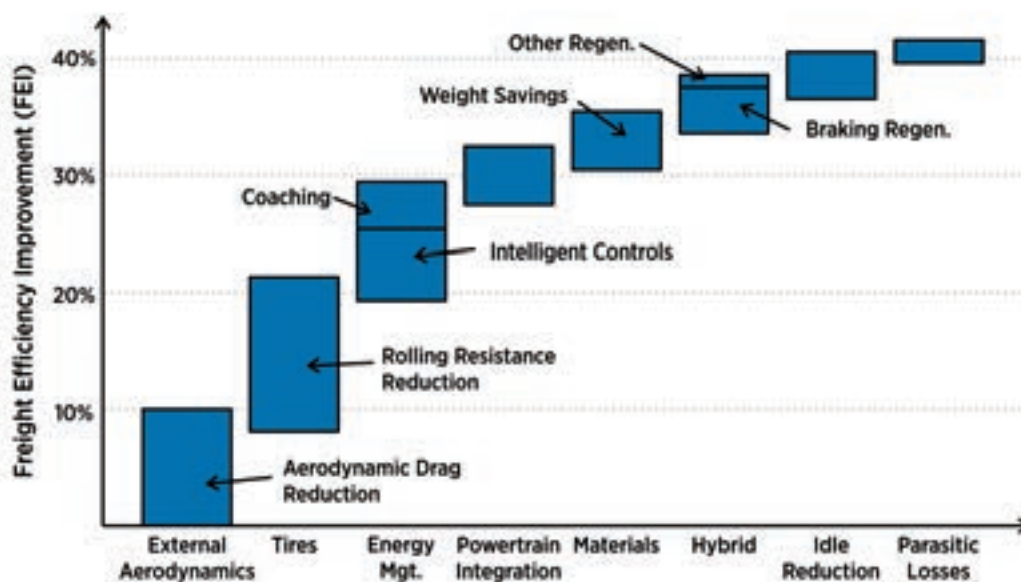 Freight Efficiency Improvement (FEI)
40%
30%
20%
10%
Other Regen.
Weight Savings
Braking Regen.
Coaching
Intelligent Controls
Rolling Resistance
Reduction
Aerodynamic Drag
Reduction
External
Aerodynamics
Tires
Energy
Mgt.
Powertrain
Integration
Materials
Hybrid
Idle
Reduction
Parasitic
Losses